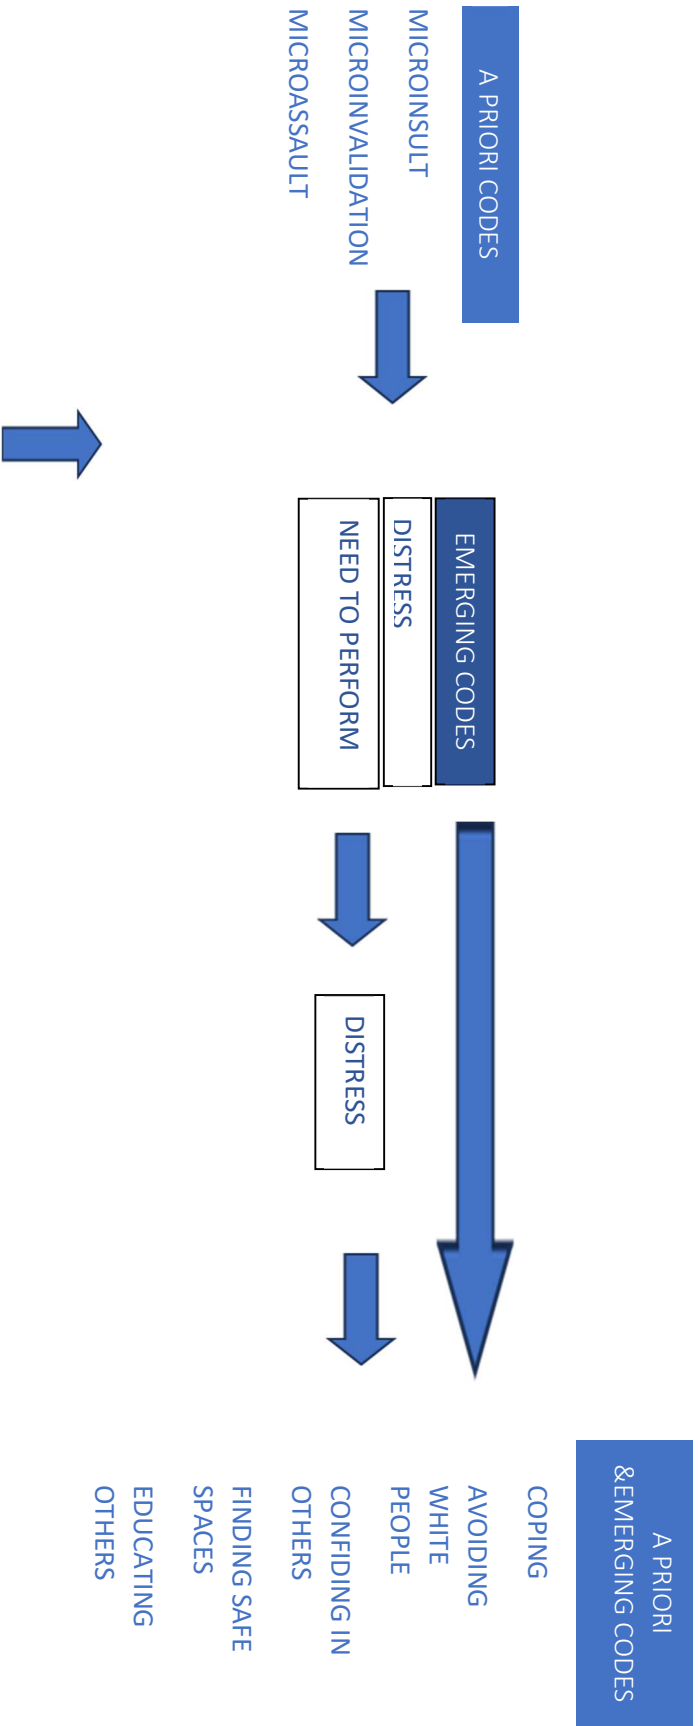 A PRIORI CODES
MICROINSULT
MICROINVALIDATION
MICROASSAULT
EMERGING CODES
DISTRESS
NEED TO PERFORM
DISTRESS
A PRIORI
&EMERGING CODES
COPING
AVOIDING
WHITE
PEOPLE
CONFIDING IN
OTHERS
FINDING SAFE
SPACES
EDUCATING
OTHERS